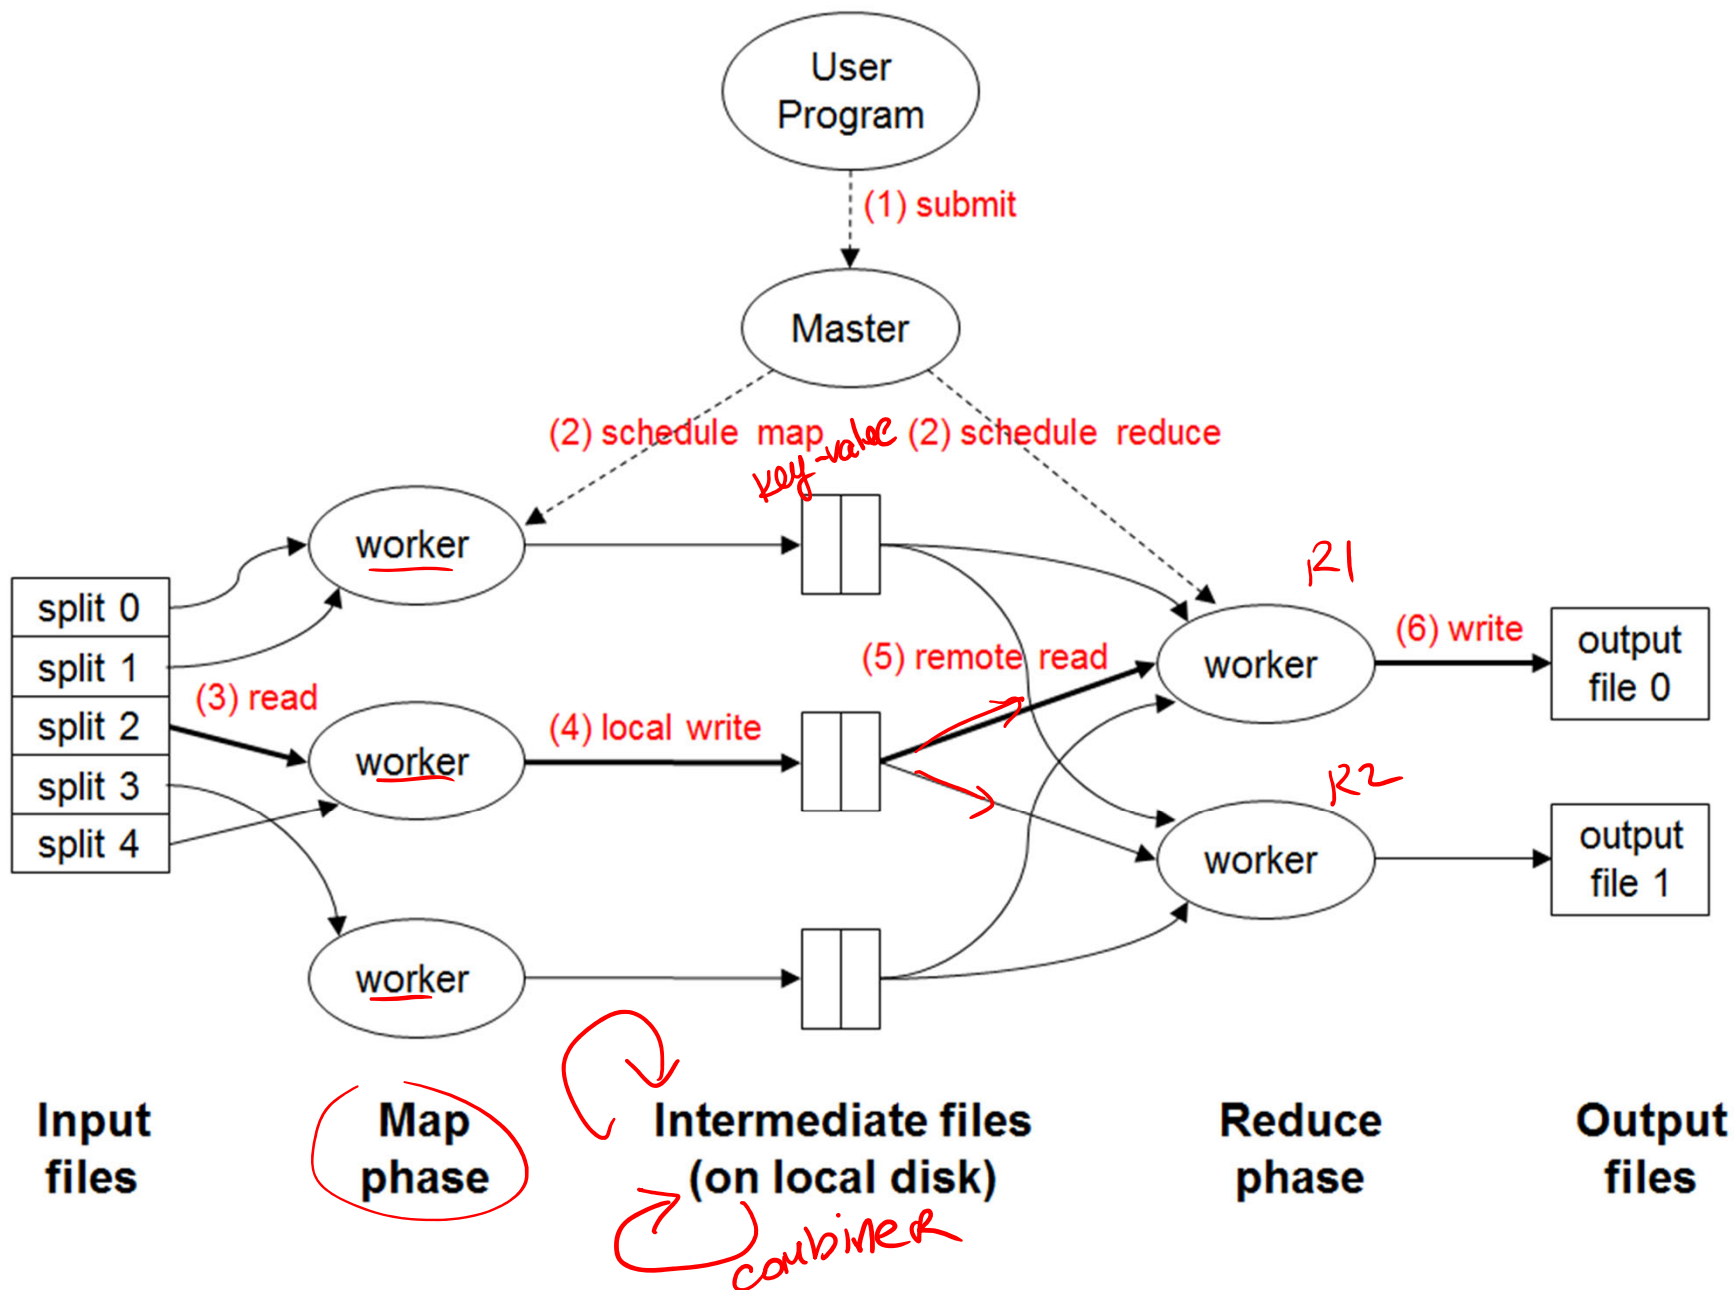 User
Program
(1) submit
Master
(2) schedule map
(2) schedule reduce
key-value
worker
R1
split 0
split 1
split 2
split 3
split 4
(3) read
worker
(4) local write
(5) remote read
worker
(6) write
output
file 0
R2
worker
output
file 1
worker
Input
files
Map
phase
Intermediate files
(on local disk)
Reduce
phase
Output
files
combiner